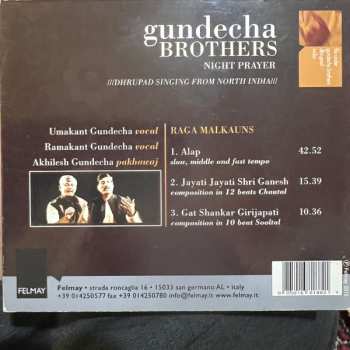 gundecha
BROTHERS
NIGHT PRAYER
///DHRUPAD SINGING FROM NORTH INDIA///
Umakant Gundecha vocal
Ramakant Gundecha vocal
Akhilesh Gundecha pakhawaj
RAGA MALKAUNS
1. Alap 42.52
slow, middle and fast tempo
2. Jayati Jayati Shri Ganesh 15.39
composition in 12 beats Choutal
3. Gat Shankar Girijapati 10.36
composition in 10 beat Sooltal
FELMAY
Felmay • strada roncaglia 16 • 15033 san germano AL • Italy
+39 014250577 fax +39 014250780 info@felmay.it www.felmay.it